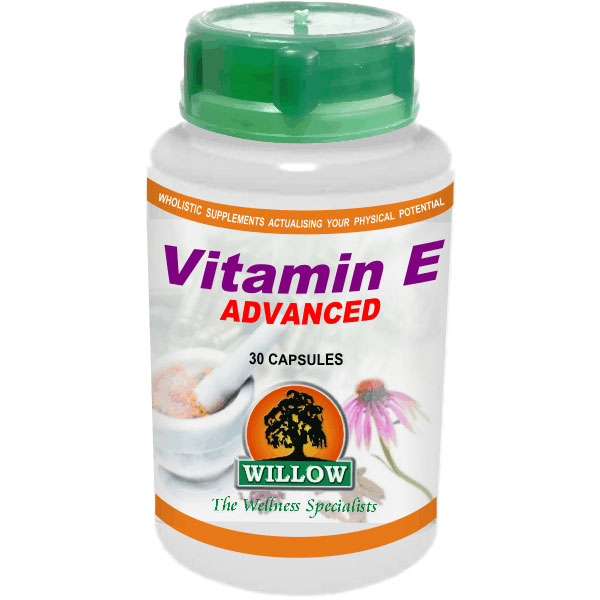 WHOLISTIC SUPPLEMENTS ACTUALISING YOUR PHYSICAL POTENTIAL
Vitamin E
ADVANCED
30 CAPSULES
WILLOW
The Wellness Specialists